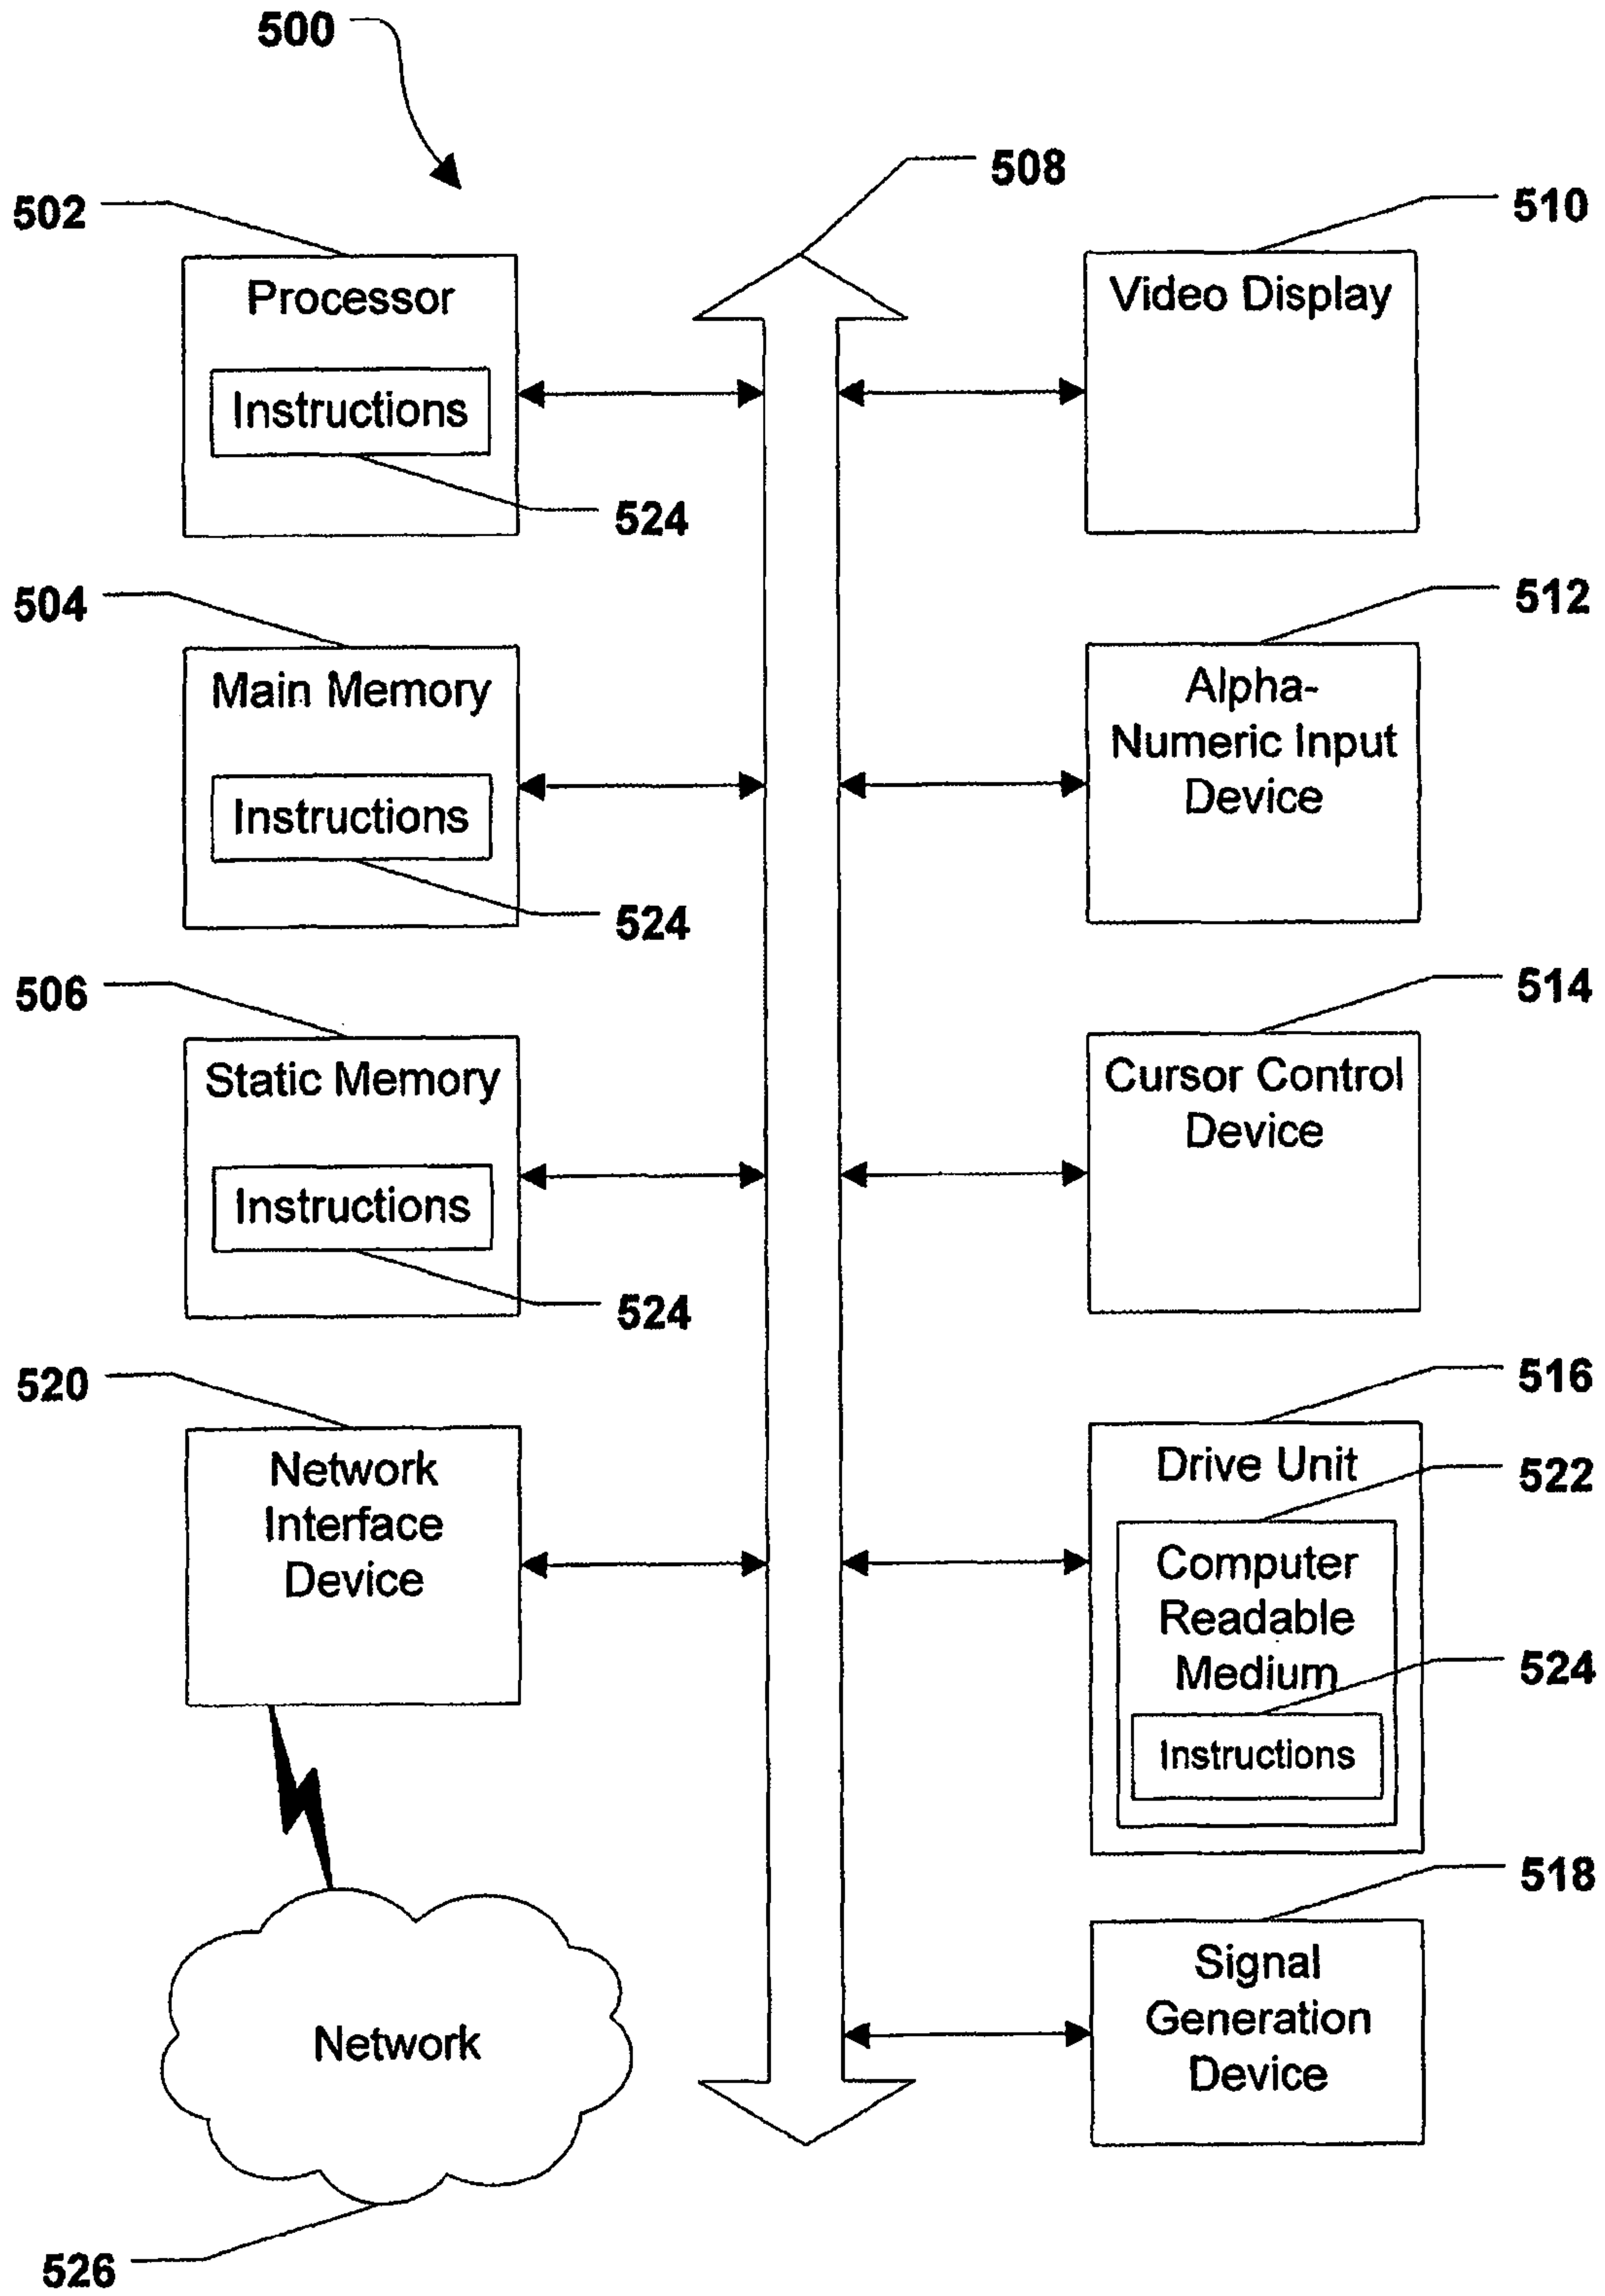 500
508
502
510
Processor
Instructions
524
Video Display
504
512
Main Memory
Instructions
524
Alpha-
Numeric Input
Device
506
514
Static Memory
Instructions
524
Cursor Control
Device
520
516
Network
Interface
Device
Drive Unit
522
Computer
Readable
Medium
524
Instructions
518
Signal
Generation
Device
Network
526